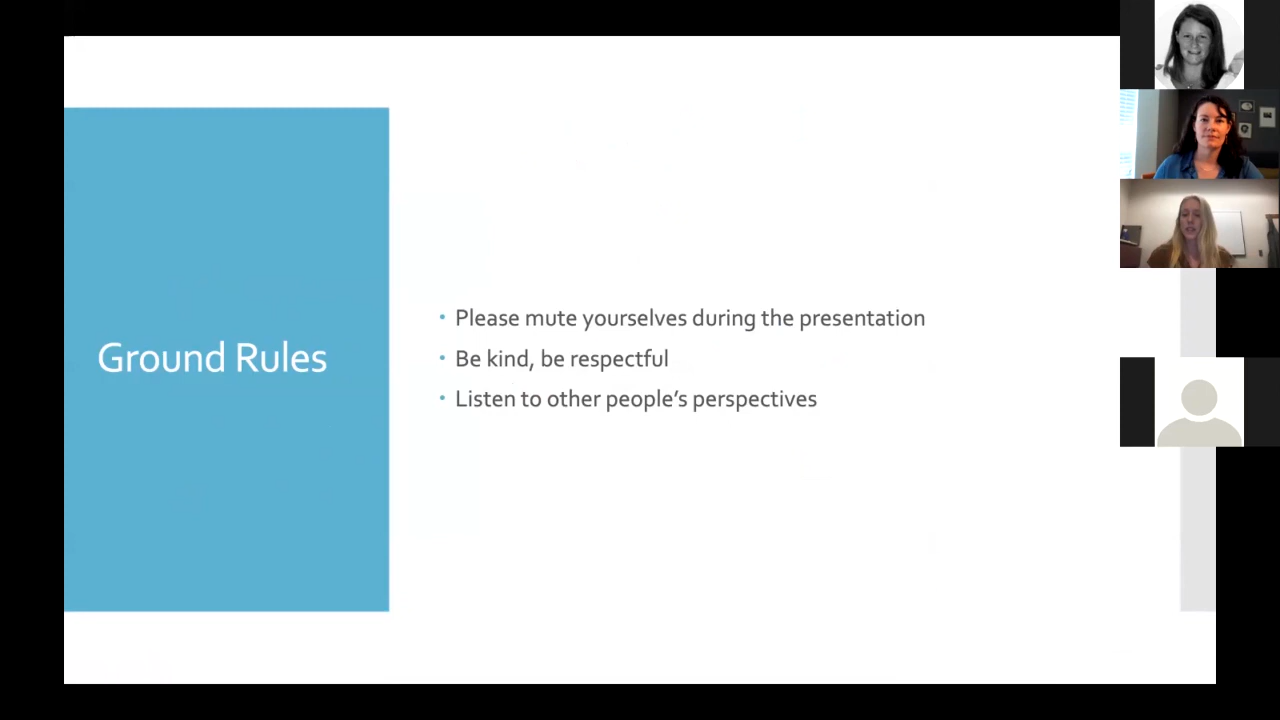 Ground Rules
• Please mute yourselves during the presentation
• Be kind, be respectful
• Listen to other people’s perspectives